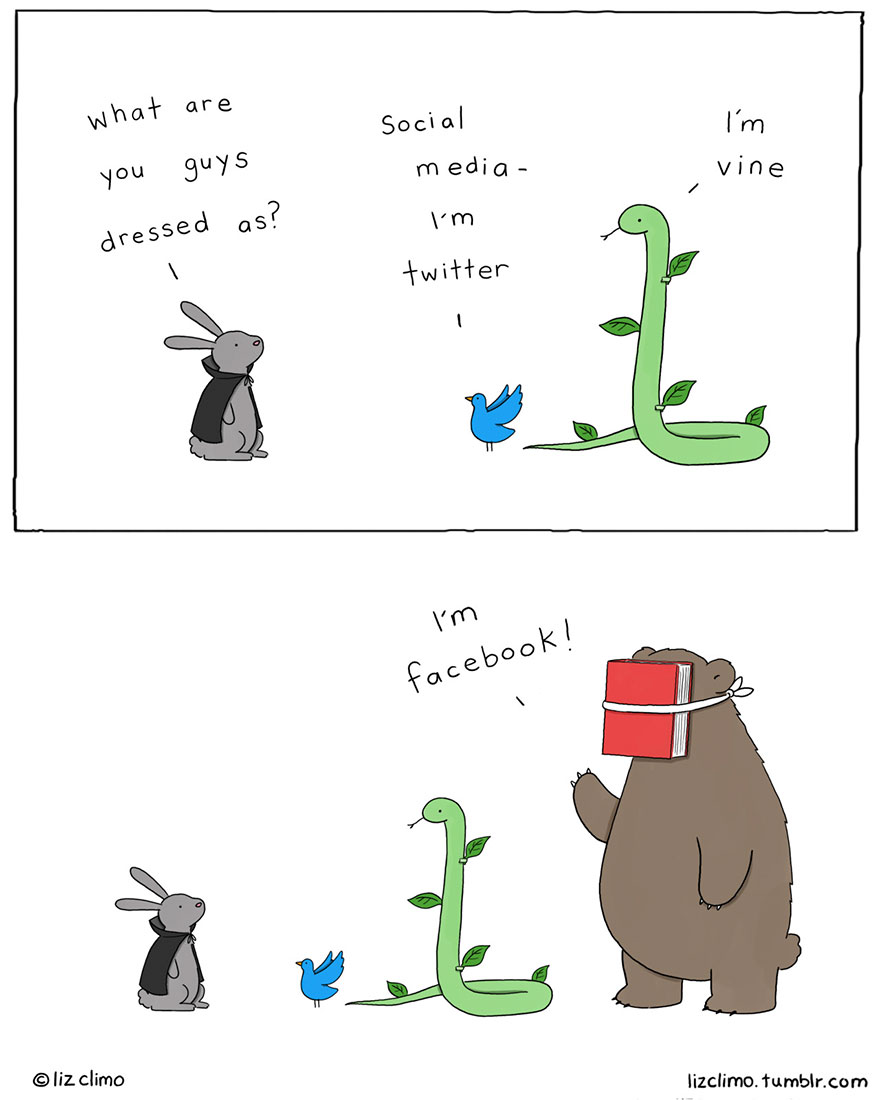 what are
you guys
dressed as?
Social
media-
I'm
twitter
I'm
vine
I'm
facebook!
© liz climo
lizclimo.tumblr.com